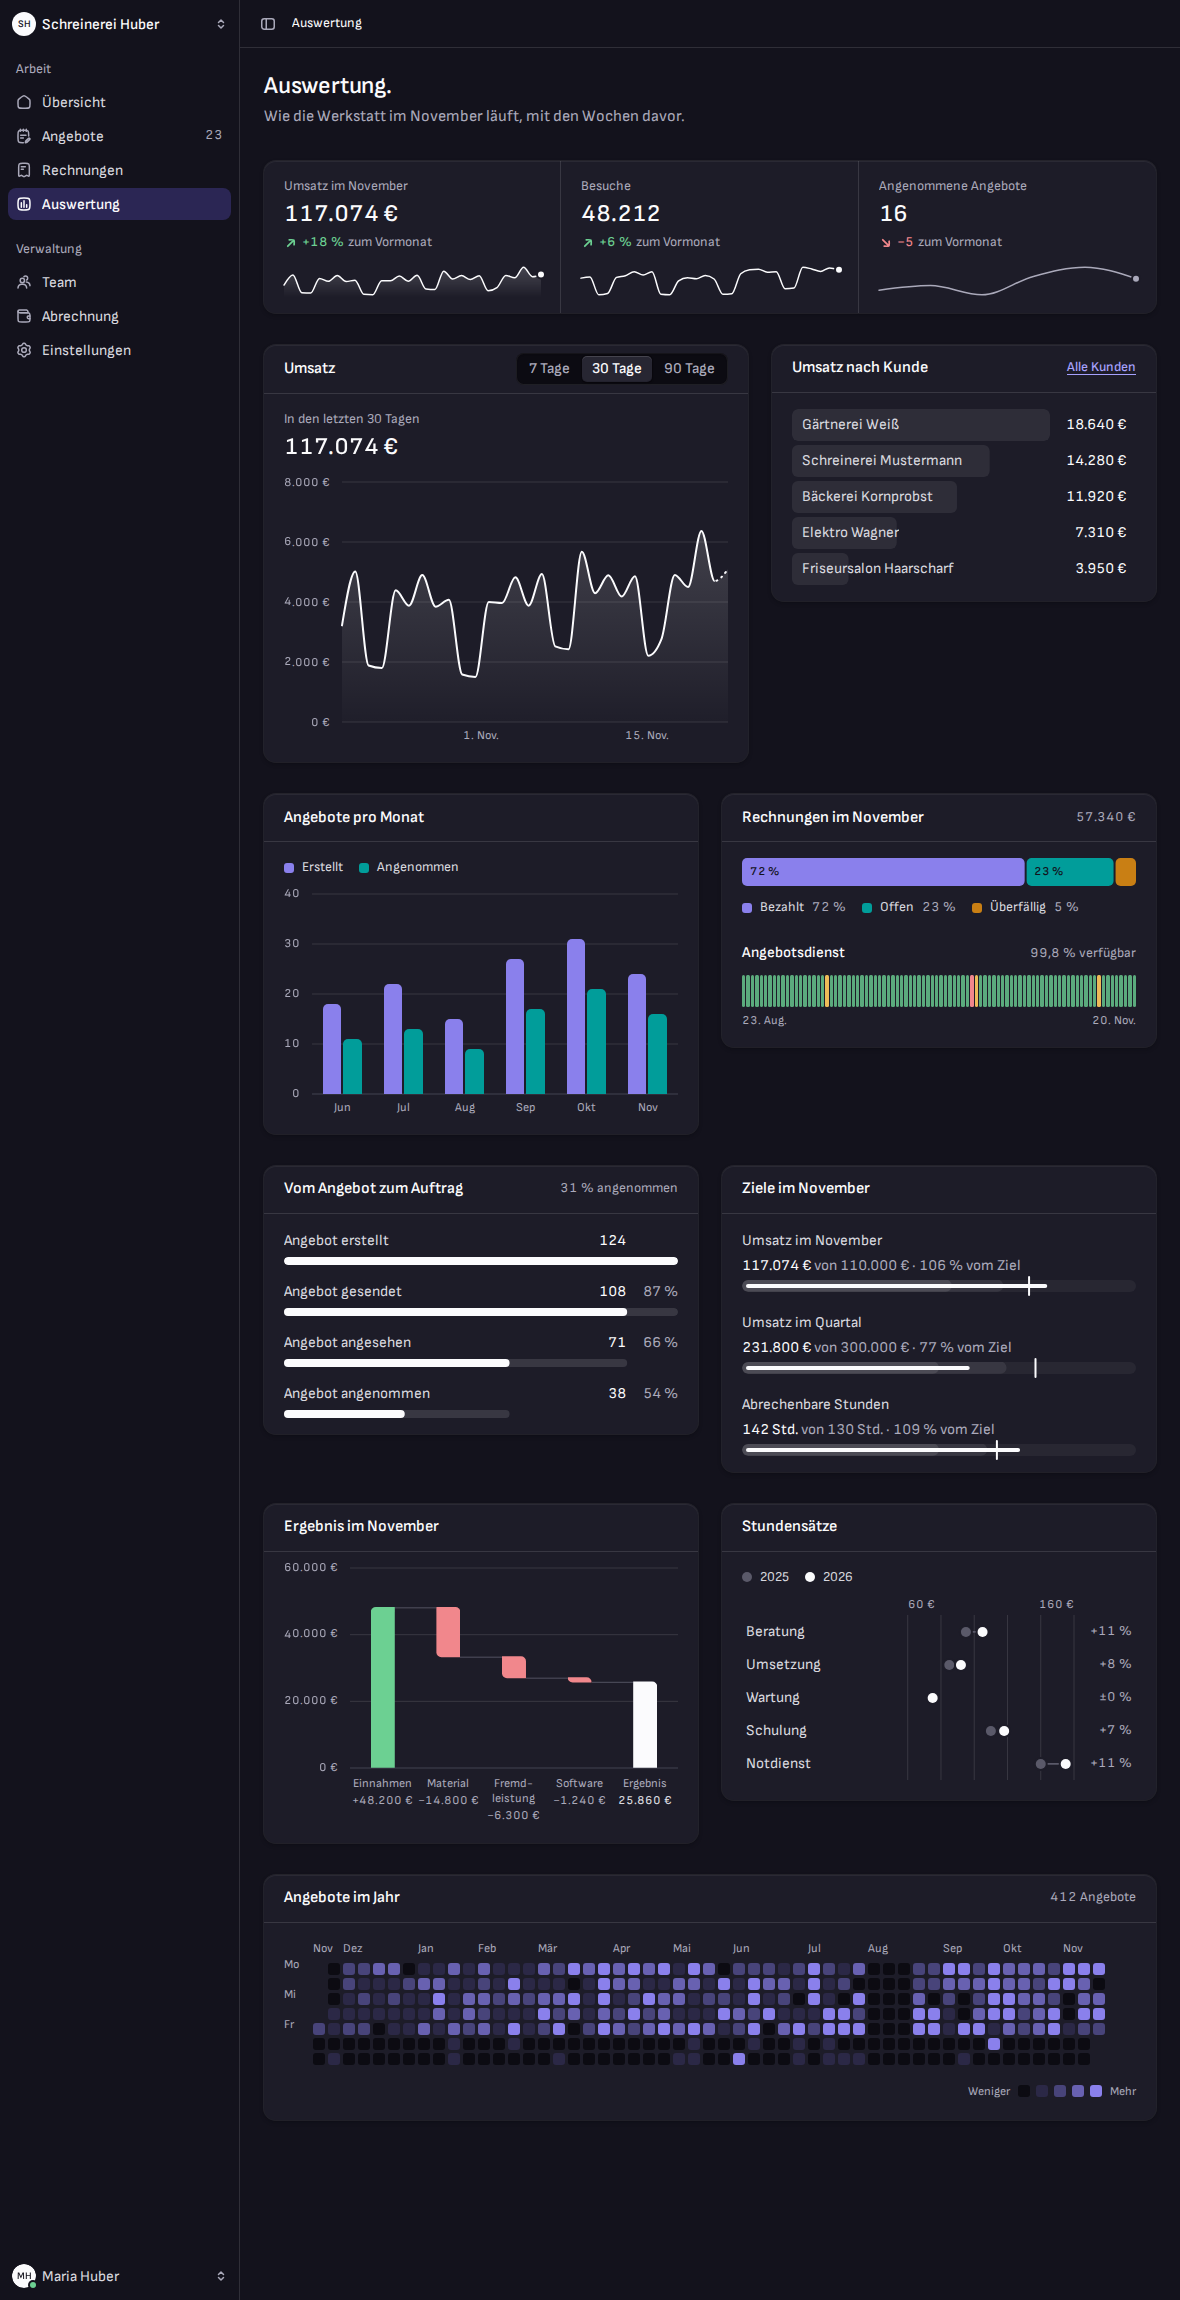 SH Schreinerei Huber
Arbeit
Übersicht
Angebote 23
Rechnungen
Auswertung
Verwaltung
Team
Abrechnung
Einstellungen
MH Maria Huber
Auswertung
Auswertung.
Wie die Werkstatt im November läuft, mit den Wochen davor.
Umsatz im November
117.074 €
+18 % zum Vormonat
Besuche
48.212
+6 % zum Vormonat
Angenommene Angebote
16
−5 zum Vormonat
Umsatz
7 Tage 30 Tage 90 Tage
In den letzten 30 Tagen
117.074 €
8.000 €
6.000 €
4.000 €
2.000 €
0 €
1. Nov. 15. Nov.
Umsatz nach Kunde Alle Kunden
Gärtnerei Weiß 18.640 €
Schreinerei Mustermann 14.280 €
Bäckerei Kornprobst 11.920 €
Elektro Wagner 7.310 €
Friseursalon Haarscharf 3.950 €
Angebote pro Monat
Erstellt Angenommen
40
30
20
10
0
Jun Jul Aug Sep Okt Nov
Rechnungen im November 57.340 €
72 % 23 %
Bezahlt 72 % Offen 23 % Überfällig 5 %
Angebotsdienst 99,8 % verfügbar
23. Aug. 20. Nov.
Vom Angebot zum Auftrag 31 % angenommen
Angebot erstellt 124
Angebot gesendet 108 87 %
Angebot angesehen 71 66 %
Angebot angenommen 38 54 %
Ziele im November
Umsatz im November
117.074 € von 110.000 € · 106 % vom Ziel
Umsatz im Quartal
231.800 € von 300.000 € · 77 % vom Ziel
Abrechenbare Stunden
142 Std. von 130 Std. · 109 % vom Ziel
Ergebnis im November
60.000 €
40.000 €
20.000 €
0 €
Einnahmen Material Fremd- Software Ergebnis
leistung
+48.200 € −14.800 € −6.300 € −1.240 € 25.860 €
Stundensätze
2025 2026
60 € 160 €
Beratung +11 %
Umsetzung +8 %
Wartung ±0 %
Schulung +7 %
Notdienst +11 %
Angebote im Jahr 412 Angebote
Nov Dez Jan Feb Mär Apr Mai Jun Jul Aug Sep Okt Nov
Mo
Mi
Fr
Weniger Mehr